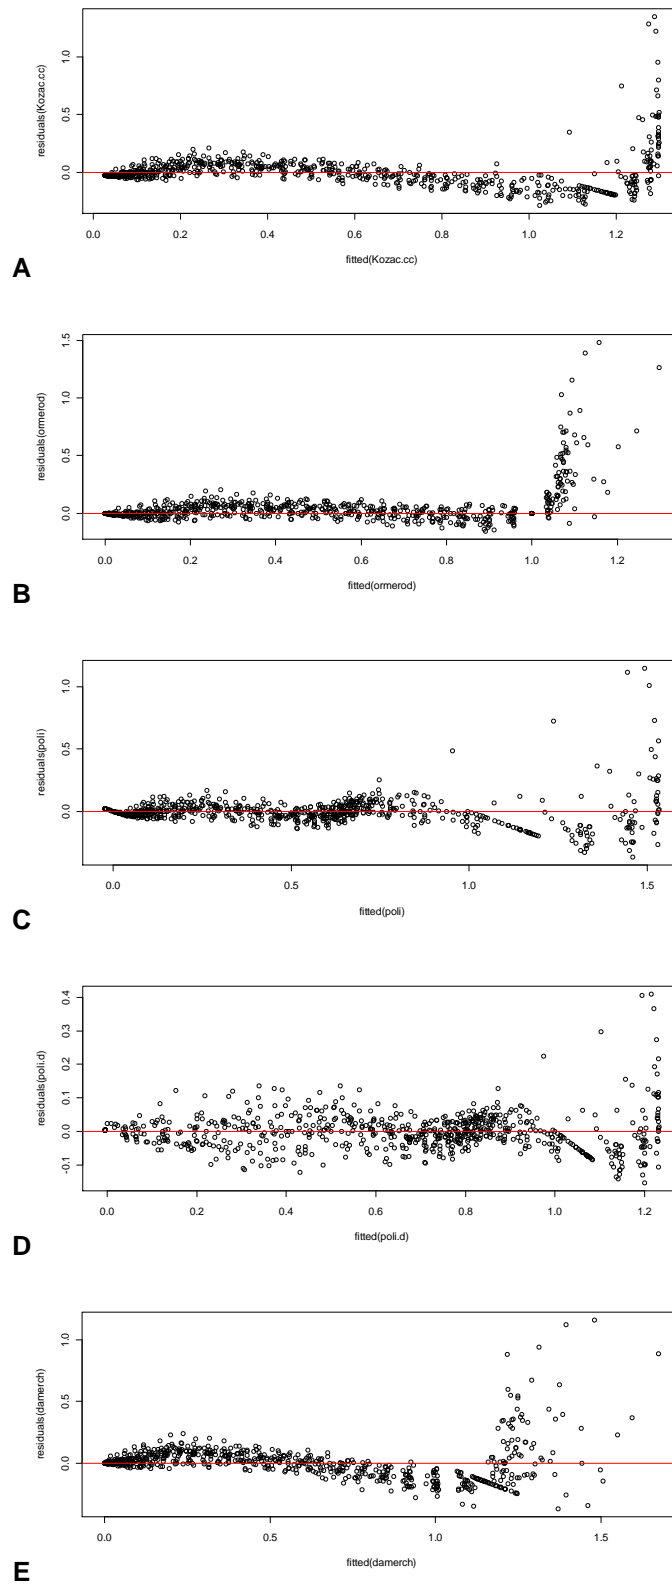 residuals(Kozac.cc)
1.0
0.5
0.0
0.0 0.2 0.4 0.6 0.8 1.0 1.2
fitted(Kozac.cc)
A
residuals(ormerod)
1.5
1.0
0.5
0.0
0.0 0.2 0.4 0.6 0.8 1.0 1.2
fitted(ormerod)
B
residuals(poli)
1.0
0.5
0.0
0.0 0.5 1.0 1.5
fitted(poli)
C
residuals(poli.d)
0.4
0.3
0.2
0.1
0.0
-0.1
0.0 0.2 0.4 0.6 0.8 1.0 1.2
fitted(poli.d)
D
residuals(damerch)
1.0
0.5
0.0
0.0 0.5 1.0 1.5
fitted(damerch)
E